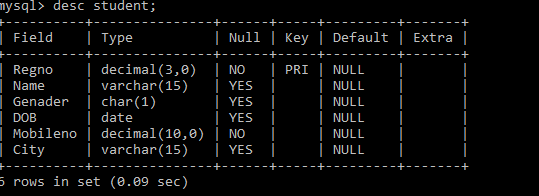 mysql> desc student;
+----------+---------------+------+-----+---------+-------+
| Field    | Type          | Null | Key | Default | Extra |
+----------+---------------+------+-----+---------+-------+
| Regno    | decimal(3,0)  | NO   | PRI | NULL    |       |
| Name     | varchar(15)   | YES  |     | NULL    |       |
| Genader  | char(1)       | YES  |     | NULL    |       |
| DOB      | date          | YES  |     | NULL    |       |
| Mobileno | decimal(10,0) | NO   |     | NULL    |       |
| City     | varchar(15)   | YES  |     | NULL    |       |
+----------+---------------+------+-----+---------+-------+
6 rows in set (0.09 sec)